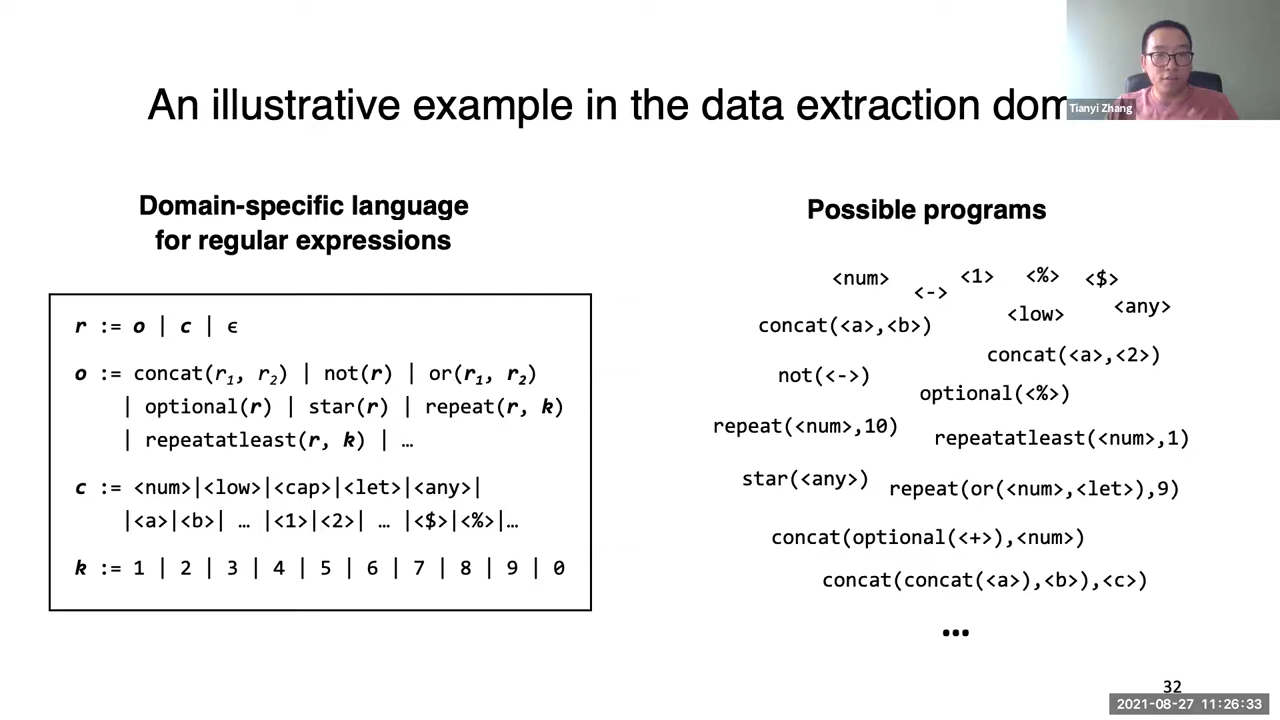 An illustrative example in the data extraction dom
Tianyi Zhang
Domain-specific language
for regular expressions
r := o | c | ϵ
o := concat(r₁, r₂) | not(r) | or(r₁, r₂)
| optional(r) | star(r) | repeat(r, k)
| repeatatleast(r, k) | …
c := <num>|<low>|<cap>|<let>|<any>|
|<a>|<b>| … |<1>|<2>| … |<$>|<%>|…
k := 1 | 2 | 3 | 4 | 5 | 6 | 7 | 8 | 9 | 0
Possible programs
<num> <-> <1> <%> <$>
<low> <any>
concat(<a>,<b>)
concat(<a>,<2>)
not(<->)
optional(<%>)
repeat(<num>,10)
repeatatleast(<num>,1)
star(<any>)
repeat(or(<num>,<let>),9)
concat(optional(<+>),<num>)
concat(concat(<a>),<b>),<c>)
…
32
2021-08-27 11:26:33